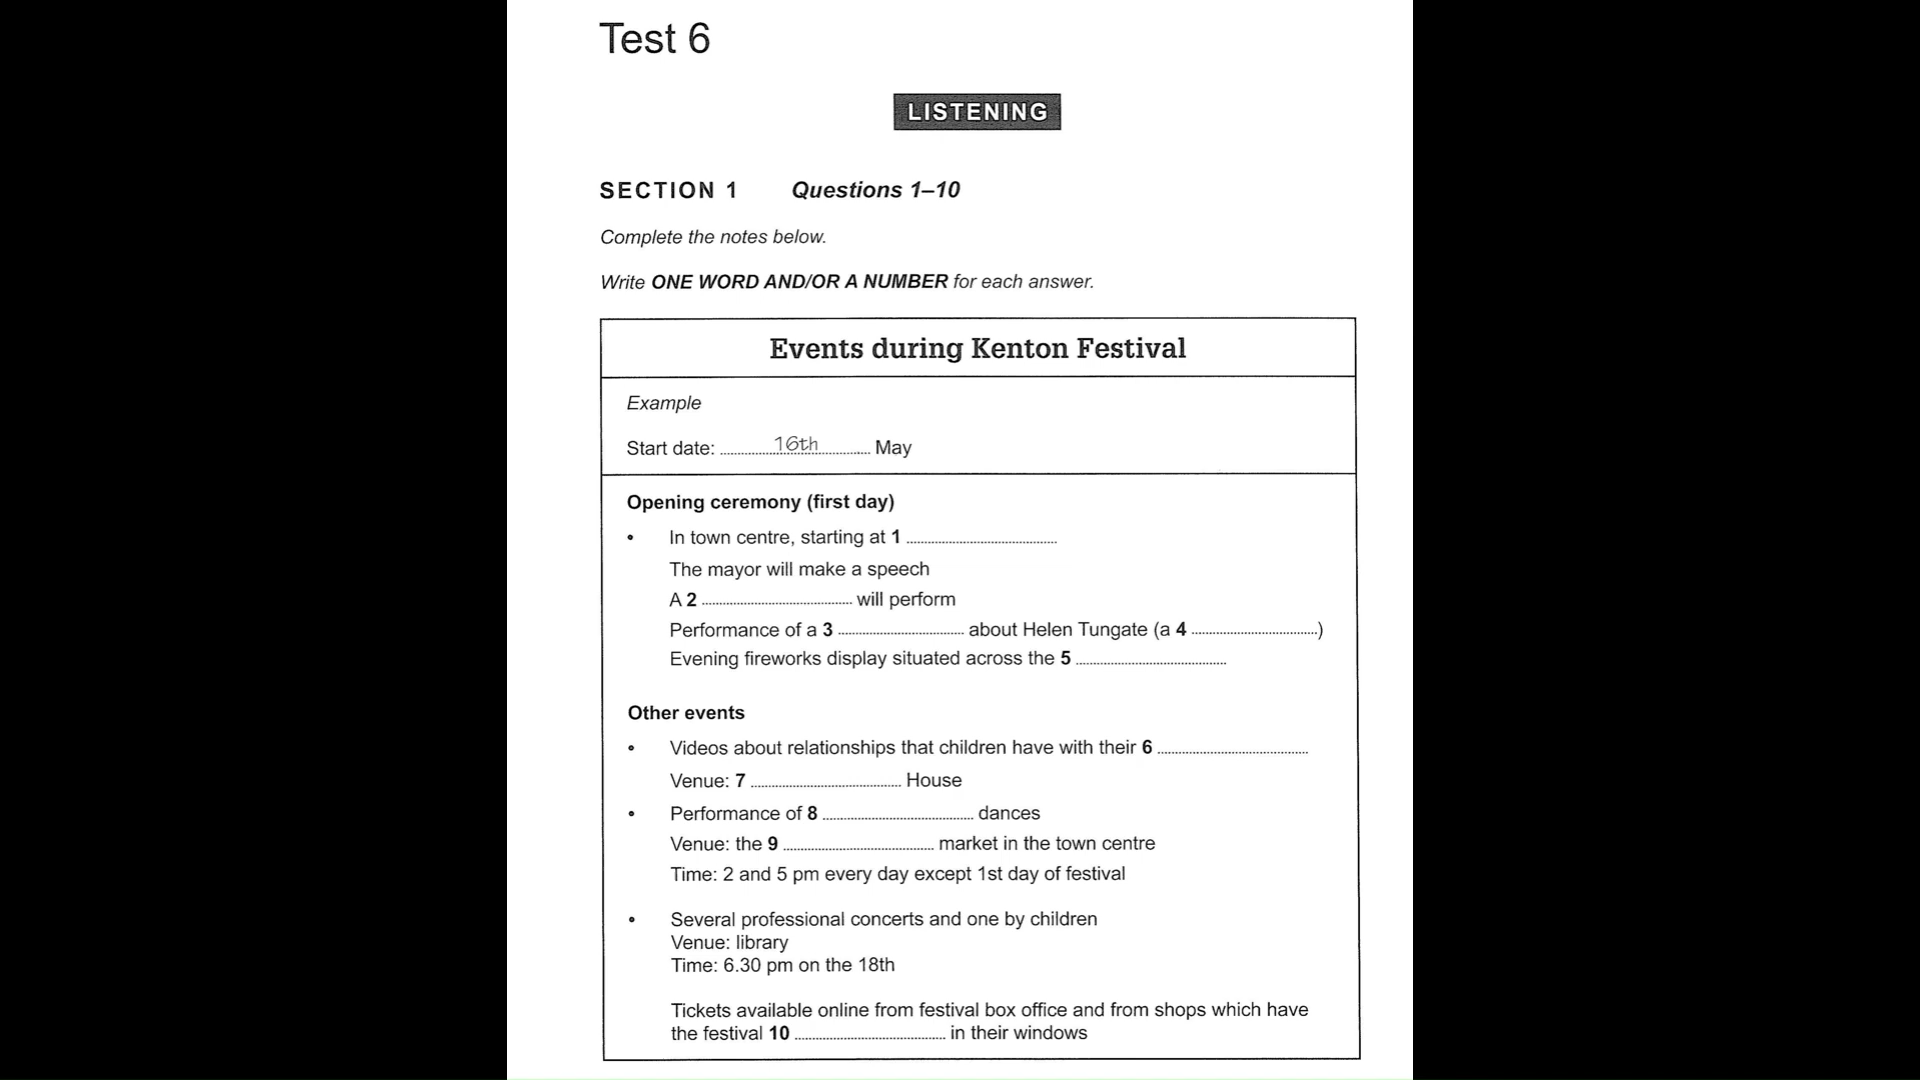 Test 6
LISTENING
SECTION 1 Questions 1–10
Complete the notes below.
Write ONE WORD AND/OR A NUMBER for each answer.
Events during Kenton Festival
Example
Start date: ........ 16th ........ May
Opening ceremony (first day)
• In town centre, starting at 1 ................
The mayor will make a speech
A 2 ................ will perform
Performance of a 3 ................ about Helen Tungate (a 4 ................)
Evening fireworks display situated across the 5 ................
Other events
• Videos about relationships that children have with their 6 ................
Venue: 7 ................ House
• Performance of 8 ................ dances
Venue: the 9 ................ market in the town centre
Time: 2 and 5 pm every day except 1st day of festival
• Several professional concerts and one by children
Venue: library
Time: 6.30 pm on the 18th
Tickets available online from festival box office and from shops which have
the festival 10 ................ in their windows